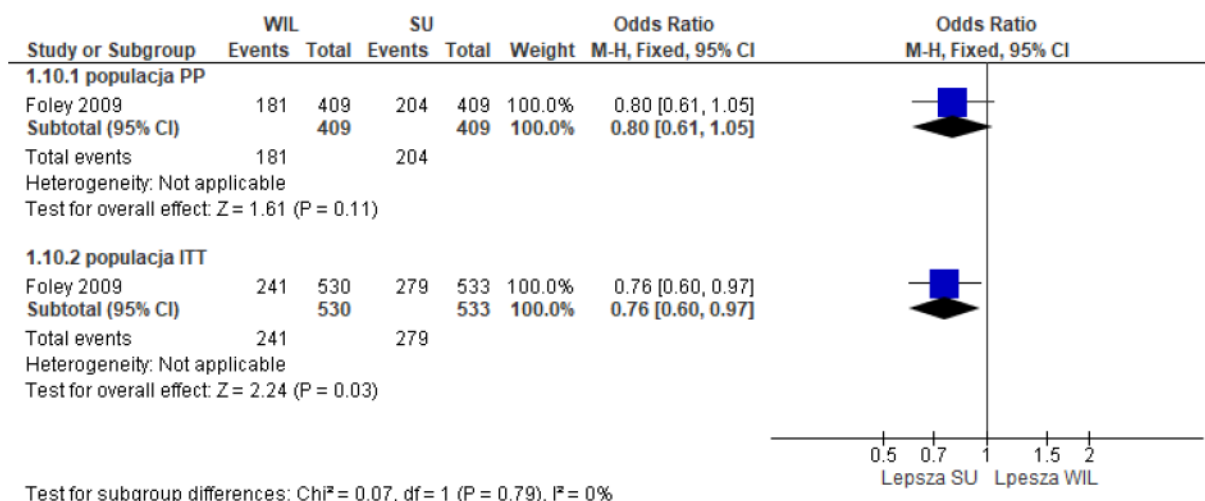 WIL SU Odds Ratio Odds Ratio
Study or Subgroup Events Total Events Total Weight M-H, Fixed, 95% CI M-H, Fixed, 95% CI
1.10.1 populacja PP
Foley 2009 181 409 204 409 100.0% 0.80 [0.61, 1.05]
Subtotal (95% CI) 409 409 100.0% 0.80 [0.61, 1.05]
Total events 181 204
Heterogeneity: Not applicable
Test for overall effect: Z = 1.61 (P = 0.11)
1.10.2 populacja ITT
Foley 2009 241 530 279 533 100.0% 0.76 [0.60, 0.97]
Subtotal (95% CI) 530 533 100.0% 0.76 [0.60, 0.97]
Total events 241 279
Heterogeneity: Not applicable
Test for overall effect: Z = 2.24 (P = 0.03)
0.5 0.7 1 1.5 2
Lepsza SU Lpesza WIL
Test for subgroup differences: Chi² = 0.07, df = 1 (P = 0.79), I² = 0%